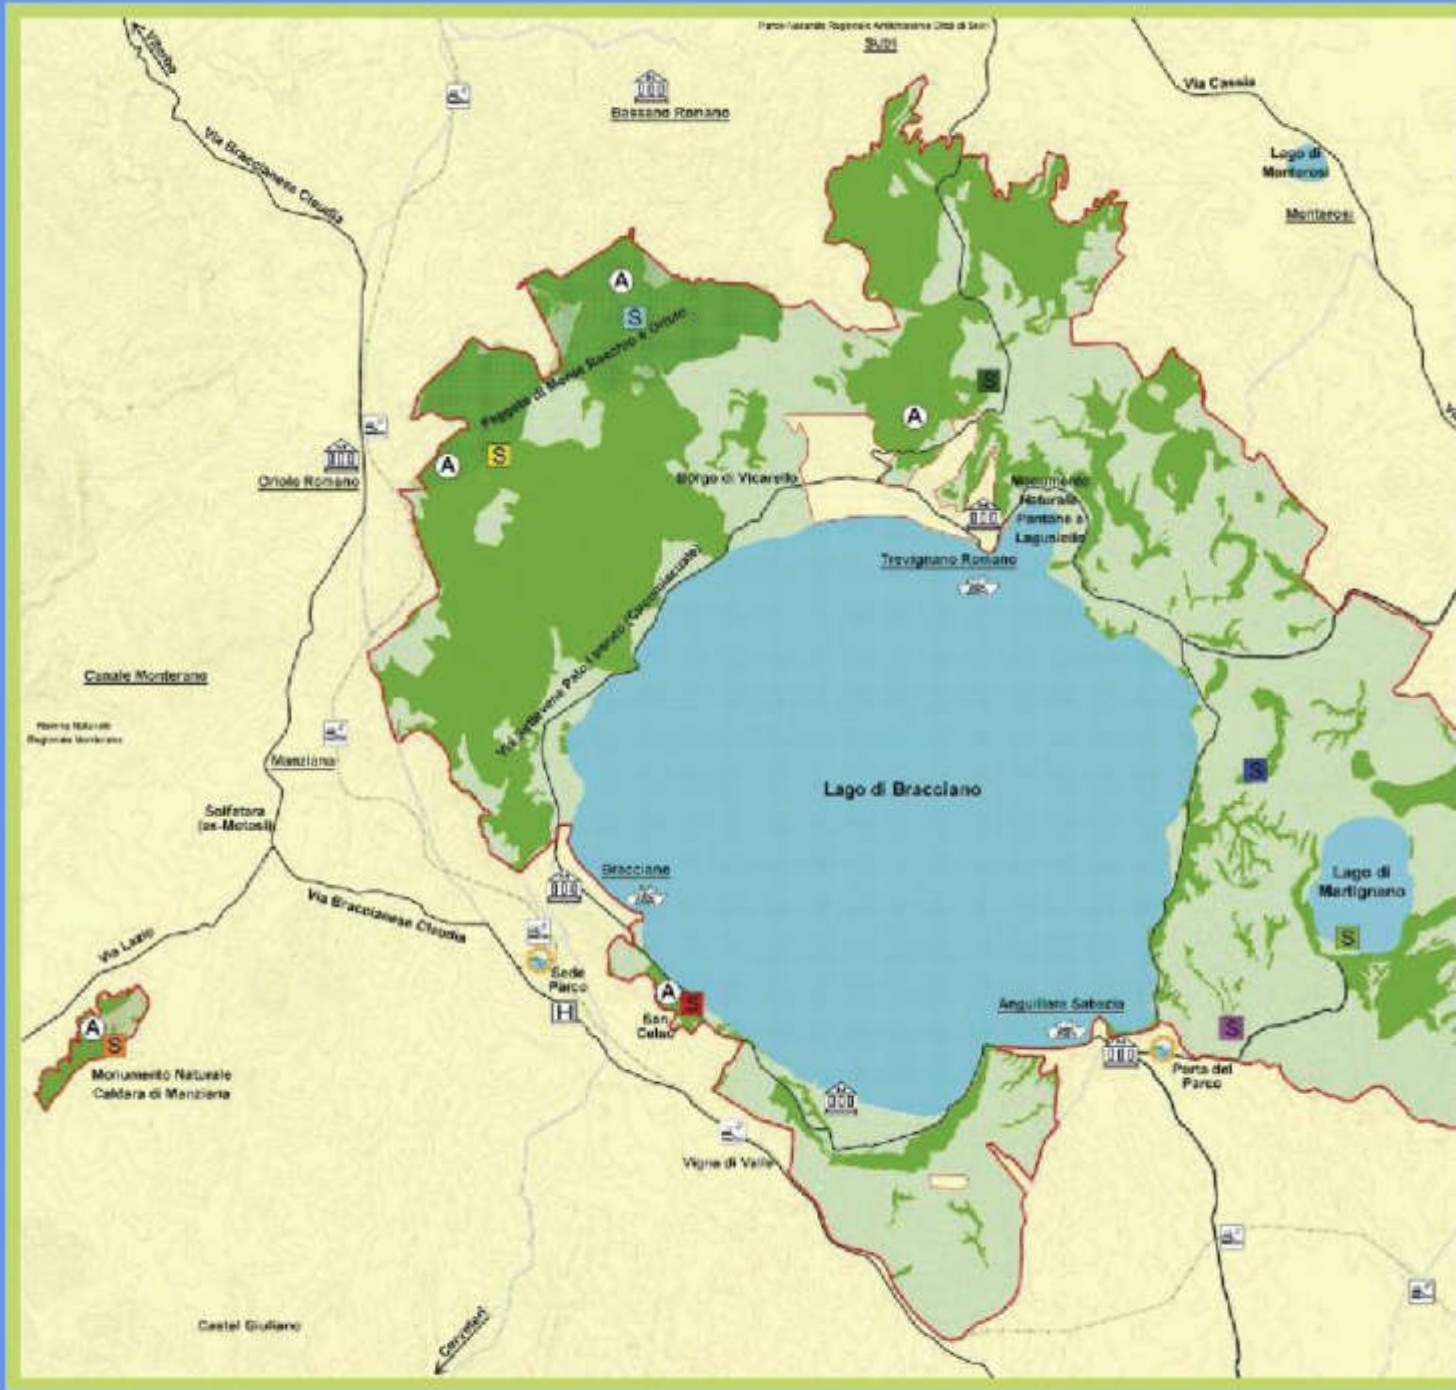 Viterbo
Sutri
Via Cassia
Bassano Romano
Lago di
Monterosi
Monterosi
Via Braccianese Claudia
A
S
S
A
A
S
Oriolo Romano
Borgo di Vicarello
Monumento
Naturale
Pantane e
Lagusiello
Trevignano Romano
Canale Monterano
Manziana
S
Lago di Bracciano
Solfatara
Bracciano
Lago di
Martignano
Via Braccianese Claudia
S
Via Lazio
Sede
Parco
A
S
H
San
Celso
Anguillara Sabazia
S
A
S
Porta del
Parco
Monumento Naturale
Caldara di Manziana
Vigna di Valle
Castel Giuliano
Cerveteri